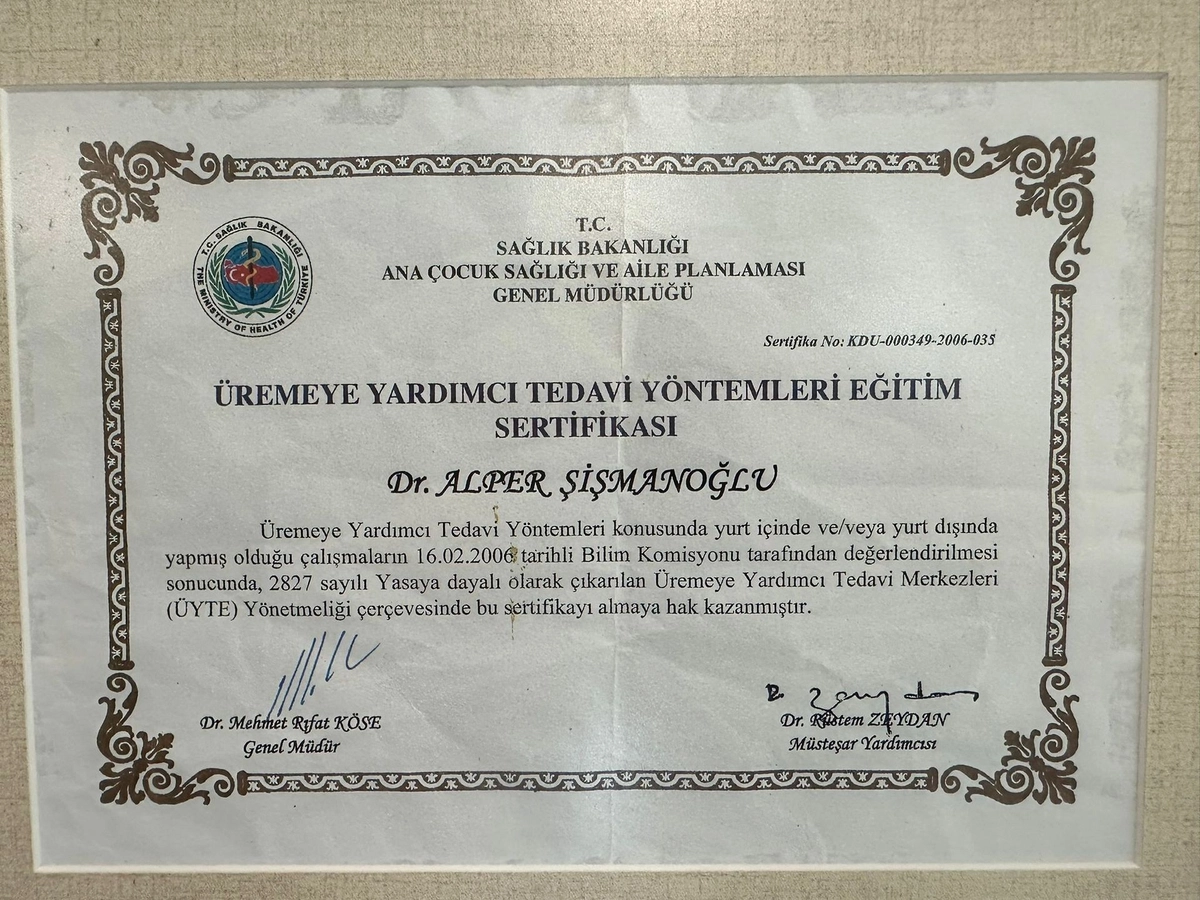 T.C. SAĞLIK BAKANLIĞI
THE MINISTRY OF HEALTH OF TÜRKİYE
T.C.
SAĞLIK BAKANLIĞI
ANA ÇOCUK SAĞLIĞI VE AİLE PLANLAMASI
GENEL MÜDÜRLÜĞÜ
Sertifika No: KDU-000349-2006-035
ÜREMEYE YARDIMCI TEDAVİ YÖNTEMLERİ EĞİTİM
SERTİFİKASI
Dr. ALPER ŞİŞMANOĞLU
Üremeye Yardımcı Tedavi Yöntemleri konusunda yurt içinde ve/veya yurt dışında
yapmış olduğu çalışmaların 16.02.2006 tarihli Bilim Komisyonu tarafından değerlendirilmesi
sonucunda, 2827 sayılı Yasaya dayalı olarak çıkarılan Üremeye Yardımcı Tedavi Merkezleri
(ÜYTE) Yönetmeliği çerçevesinde bu sertifikayı almaya hak kazanmıştır.
Dr. Mehmet Rıfat KÖSE
Genel Müdür
Dr. Rüstem ZEYDAN
Müsteşar Yardımcısı